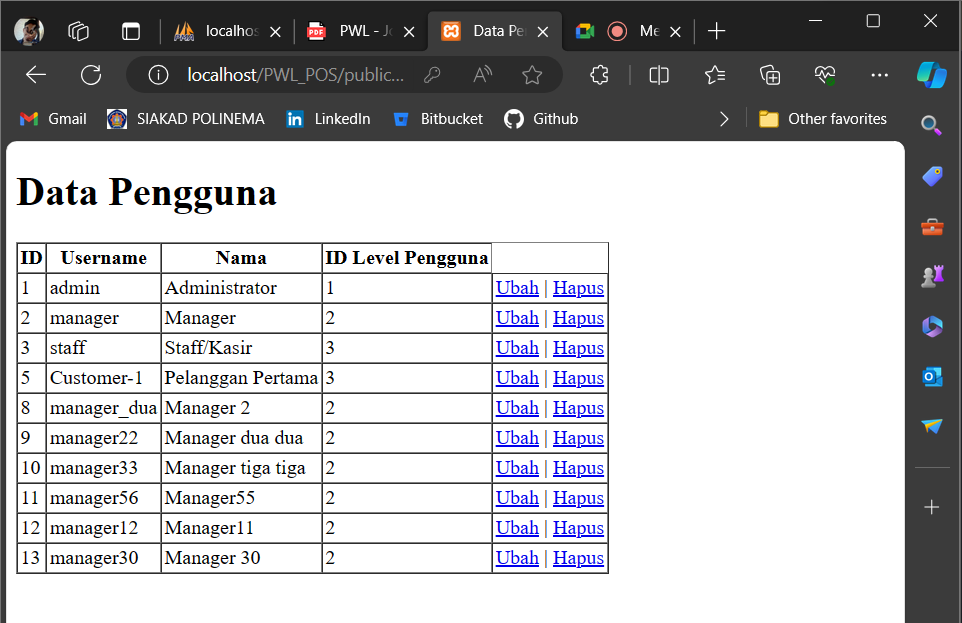 localhos
PDF
PWL - Jo
Data Pe
Me
localhost/PWL_POS/public...
Gmail
SIAKAD POLINEMA
LinkedIn
Bitbucket
Github
Other favorites
Data Pengguna
ID Username Nama ID Level Pengguna
1 admin Administrator 1 Ubah | Hapus
2 manager Manager 2 Ubah | Hapus
3 staff Staff/Kasir 3 Ubah | Hapus
5 Customer-1 Pelanggan Pertama 3 Ubah | Hapus
8 manager_dua Manager 2 2 Ubah | Hapus
9 manager22 Manager dua dua 2 Ubah | Hapus
10 manager33 Manager tiga tiga 2 Ubah | Hapus
11 manager56 Manager55 2 Ubah | Hapus
12 manager12 Manager11 2 Ubah | Hapus
13 manager30 Manager 30 2 Ubah | Hapus